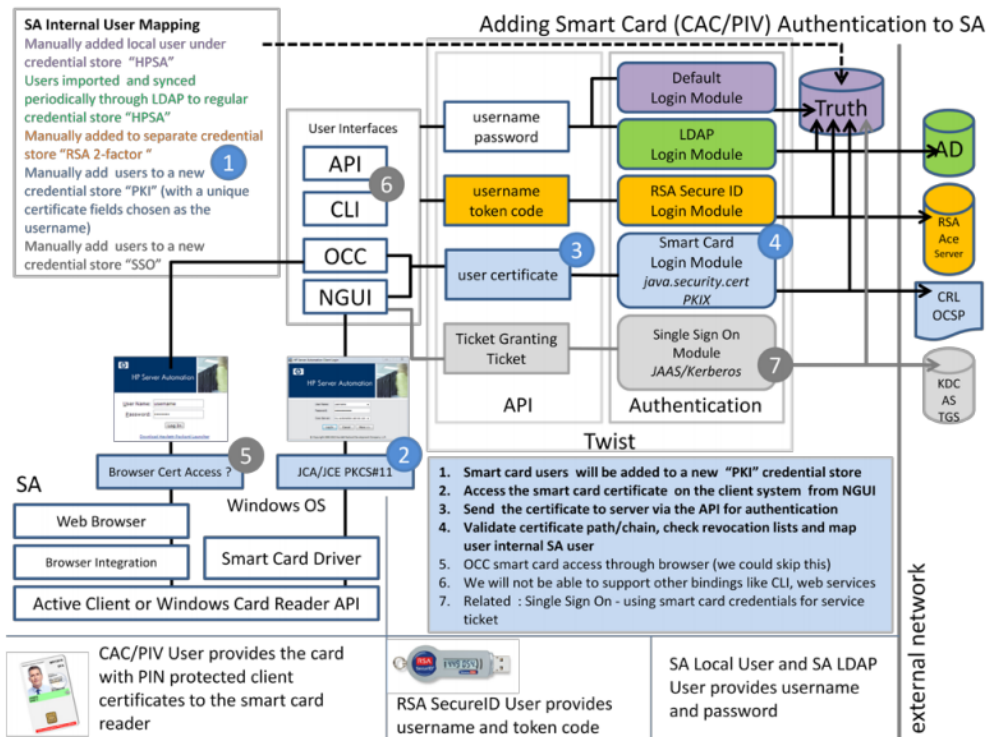 Adding Smart Card (CAC/PIV) Authentication to SA
SA Internal User Mapping
Manually added local user under
credential store "HPSA"
Users imported and synced
periodically through LDAP to regular
credential store "HPSA"
Manually added to separate credential
store "RSA 2-factor "
1
Manually add users to a new
credential store "PKI" (with a unique
certificate fields chosen as the
username)
Manually add users to a new
credential store "SSO"
User Interfaces
API
6
CLI
OCC
NGUI
username
password
username
token code
3
user certificate
Ticket Granting
Ticket
API
Default
Login Module
LDAP
Login Module
RSA Secure ID
Login Module
4
Smart Card
Login Module
java.security.cert
PKIX
Single Sign On
Module
JAAS/Kerberos
7
Authentication
Twist
Truth
AD
RSA
Ace
Server
CRL
OCSP
KDC
AS
TGS
external network
HP Server Automation
User Name:
username
Password:
Log On
HP Server Automation
5
Browser Cert Access ?
2
JCA/JCE PKCS#11
SA
Windows OS
Web Browser
Browser Integration
Smart Card Driver
Active Client or Windows Card Reader API
1. Smart card users will be added to a new "PKI" credential store
2. Access the smart card certificate on the client system from NGUI
3. Send the certificate to server via the API for authentication
4. Validate certificate path/chain, check revocation lists and map
user internal SA user
5. OCC smart card access through browser (we could skip this)
6. We will not be able to support other bindings like CLI, web services
7. Related : Single Sign On - using smart card credentials for service
ticket
CAC/PIV User provides the card
with PIN protected client
certificates to the smart card
reader
RSA
SecurID
RSA SecureID User provides
username and token code
SA Local User and SA LDAP
User provides username
and password